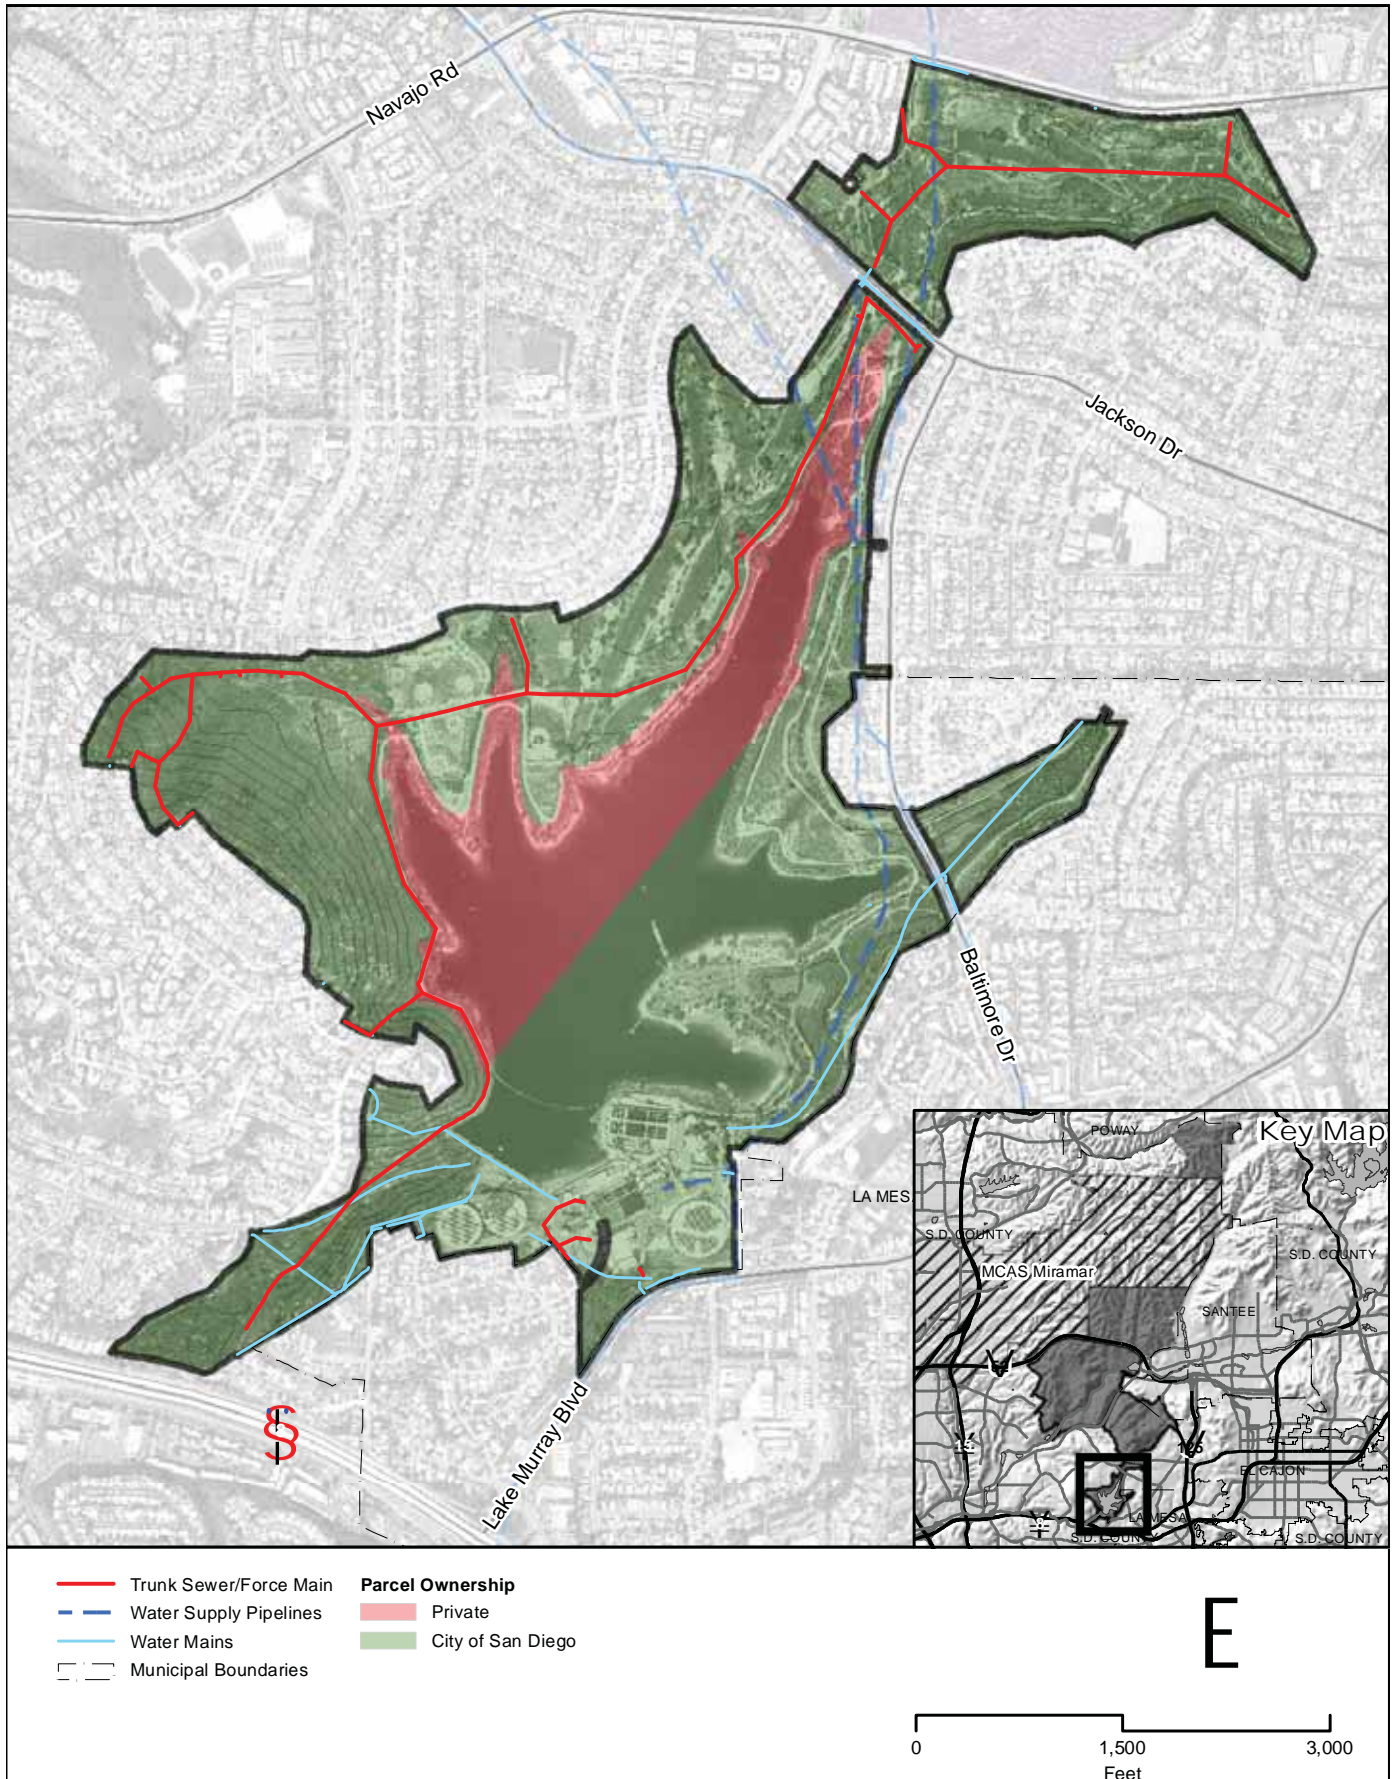 Navajo Rd
Jackson Dr
Baltimore Dr
Lake Murray Blvd
LA MES
Key Map
POWAY
S.D. COUNTY
S.D. COUNTY
MCAS Miramar
SANTEE
125
EL CAJON
LA MESA
S.D. COUNTY
S.D. COUNTY
§
Trunk Sewer/Force Main
Water Supply Pipelines
Water Mains
Municipal Boundaries
Parcel Ownership
Private
City of San Diego
E
0 1,500 3,000
Feet